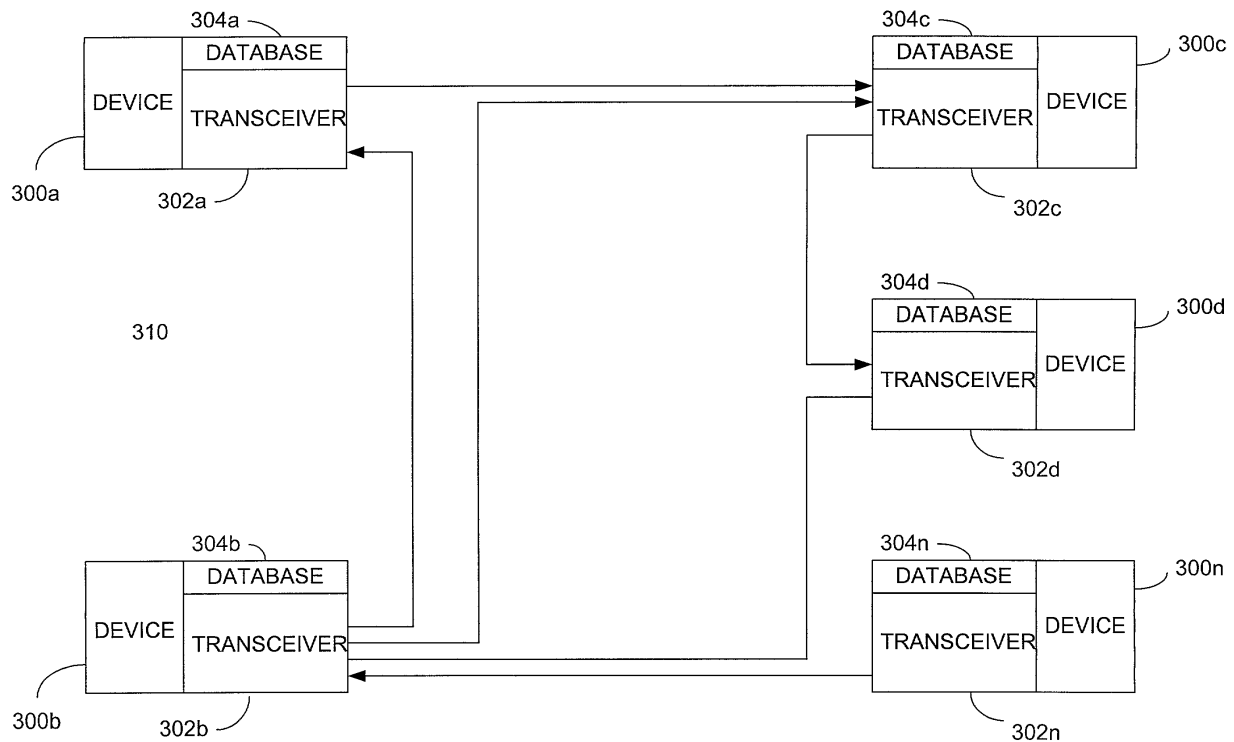 304a
DATABASE
DEVICE
TRANSCEIVER
300a
302a
304c
DATABASE
300c
DEVICE
TRANSCEIVER
302c
310
304d
DATABASE
300d
DEVICE
TRANSCEIVER
302d
304b
DATABASE
DEVICE
TRANSCEIVER
300b
302b
304n
DATABASE
300n
DEVICE
TRANSCEIVER
302n